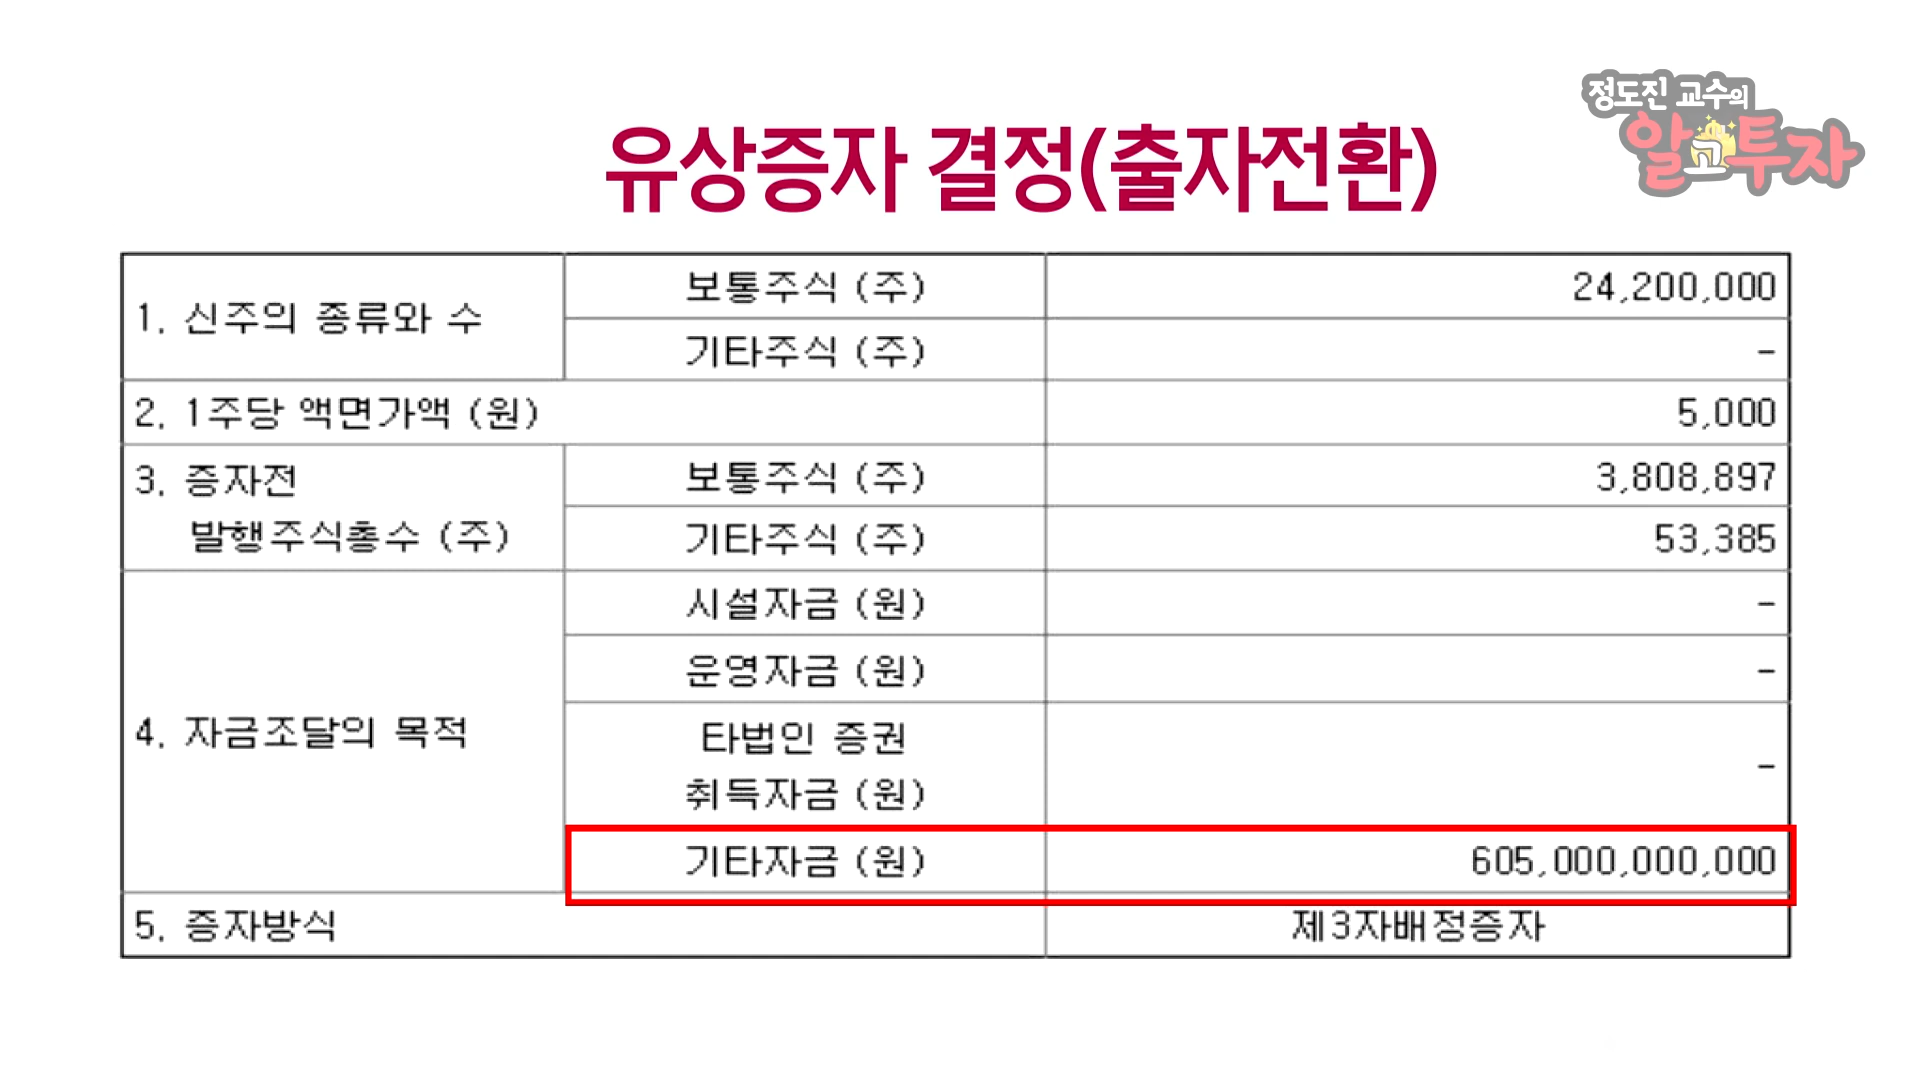 정도진 교수의
알고투자
유상증자 결정(출자전환)
1. 신주의 종류와 수
보통주식 (주)
24,200,000
기타주식 (주)
-
2. 1주당 액면가액 (원)
5,000
3. 증자전
발행주식총수 (주)
보통주식 (주)
3,808,897
기타주식 (주)
53,385
4. 자금조달의 목적
시설자금 (원)
-
운영자금 (원)
-
타법인 증권
취득자금 (원)
-
기타자금 (원)
605,000,000,000
5. 증자방식
제3자배정증자